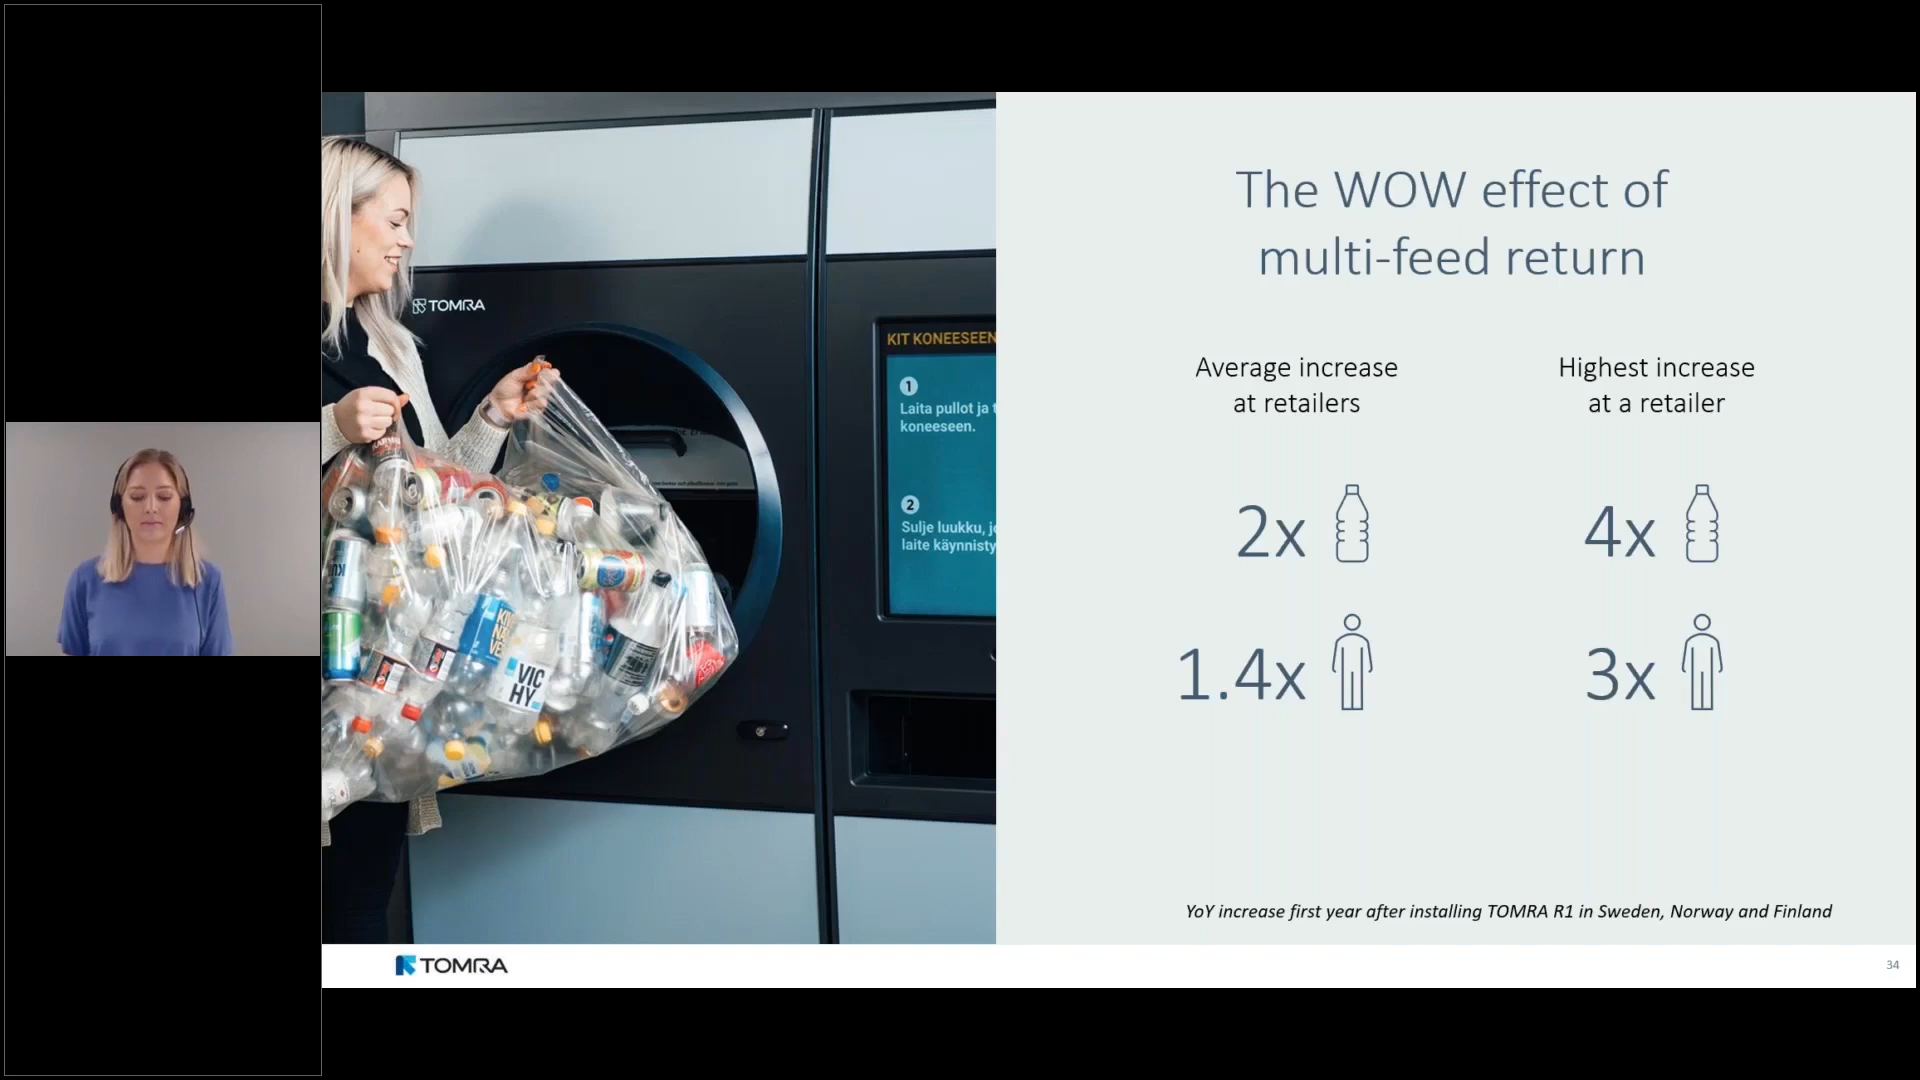 The WOW effect of
multi-feed return
Average increase
at retailers
Highest increase
at a retailer
2x
4x
1.4x
3x
YoY increase first year after installing TOMRA R1 in Sweden, Norway and Finland
TOMRA
34
TOMRA
KIT KONEESEEN
1
Laita pullot ja
koneeseen.
2
Sulje luukku,
laite käynnisty
VIC
HY